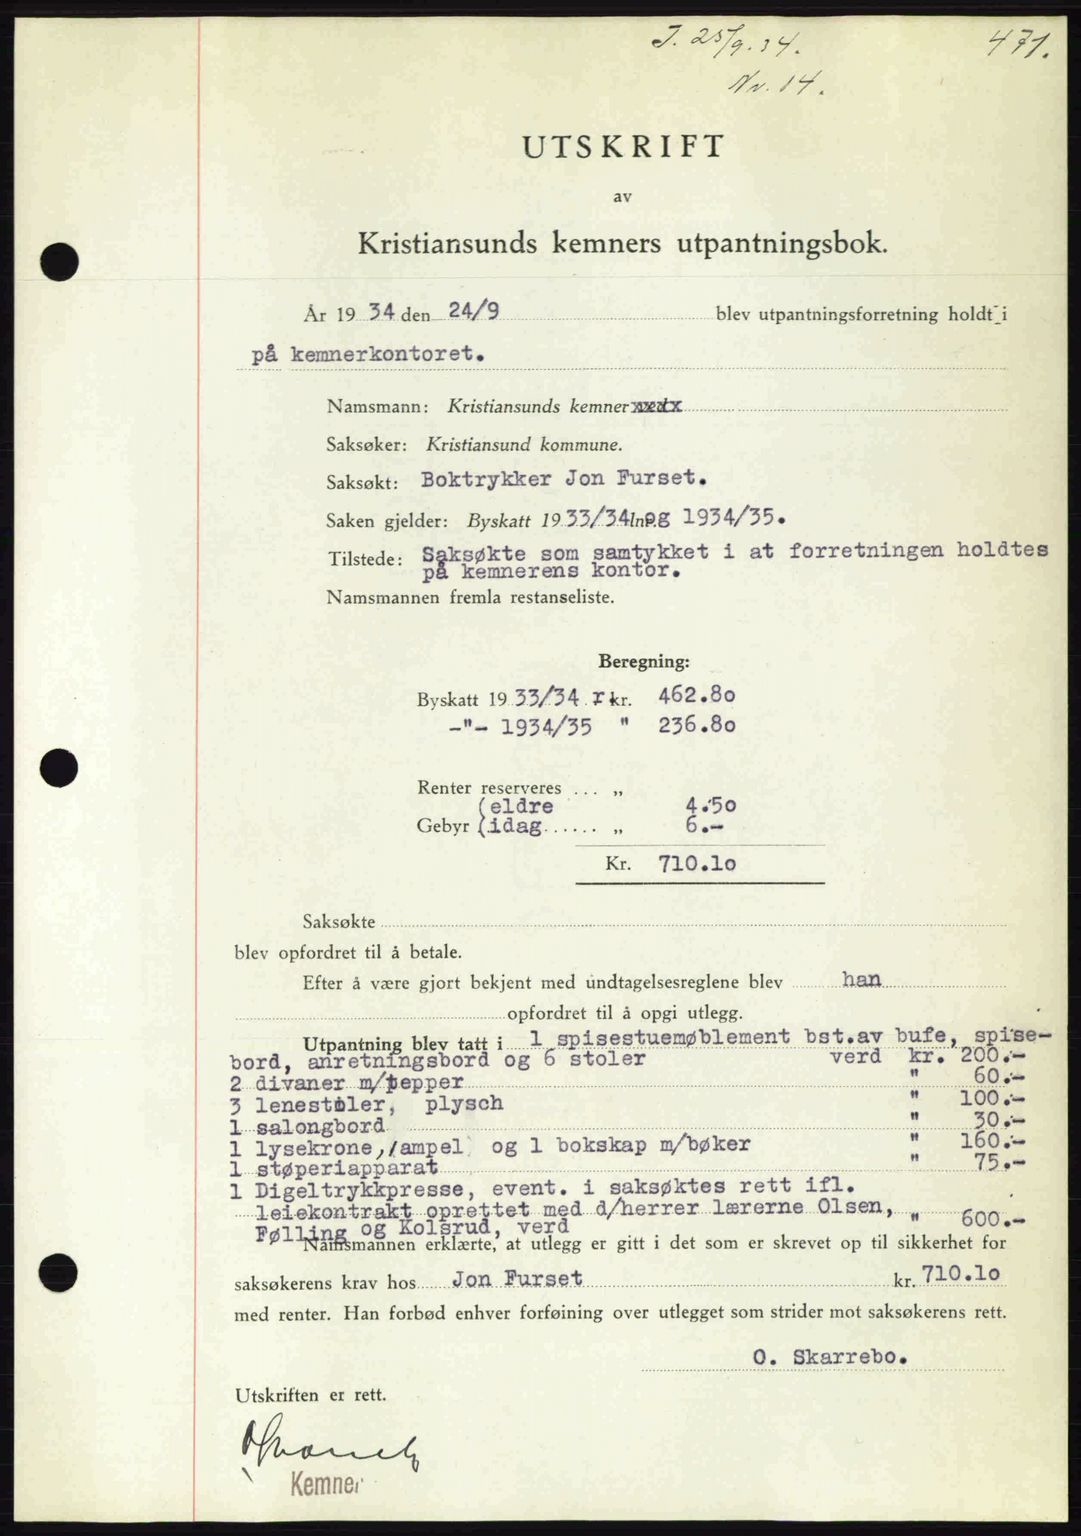 J. 25/9. 34. 471.
Nr. 14.
UTSKRIFT
av
Kristiansunds kemners utpantningsbok.
År 1934 den 24/9 blev utpantningsforretning holdt i
på kemnerkontoret.
Namsmann: Kristiansunds kemner
Saksøker: Kristiansund kommune.
Saksøkt: Boktrykker Jon Furset.
Saken gjelder: Byskatt 1933/34 og 1934/35.
Tilstede: Saksøkte som samtykket i at forretningen holdtes
på kemnerens kontor.
Namsmannen fremla restanseliste.
Beregning:
Byskatt 1933/34 r kr. 462.80
-"- 1934/35 " 236.80
Renter reserveres ... „
(eldre 4.50
Gebyr (idag...... „ 6.-
Kr. 710.10
Saksøkte
blev opfordret til å betale.
Efter å være gjort bekjent med undtagelsesreglene blev han
opfordret til å opgi utlegg.
Utpantning blev tatt i 1 spisestuemøblement bst.av bufe, spise-
bord, anretningsbord og 6 stoler verd kr. 200.-
2 divaner m/tepper " 60.-
3 lenestoler, plysch " 100.-
1 salongbord " 30.-
1 lysekrone,/ampel og 1 bokskap m/bøker " 160.-
1 støperiapparat " 75.-
1 Digeltrykkpresse, event. i saksøktes rett ifl.
leiekontrakt oprettet med d/herrer lærerne Olsen,
Følling og Kolsrud, verd " 600.-
Namsmannen erklærte, at utlegg er gitt i det som er skrevet op til sikkerhet for
saksøkerens krav hos Jon Furset kr. 710.10
med renter. Han forbød enhver forføining over utlegget som strider mot saksøkerens rett.
O. Skarrebo.
Utskriften er rett.
Kemner